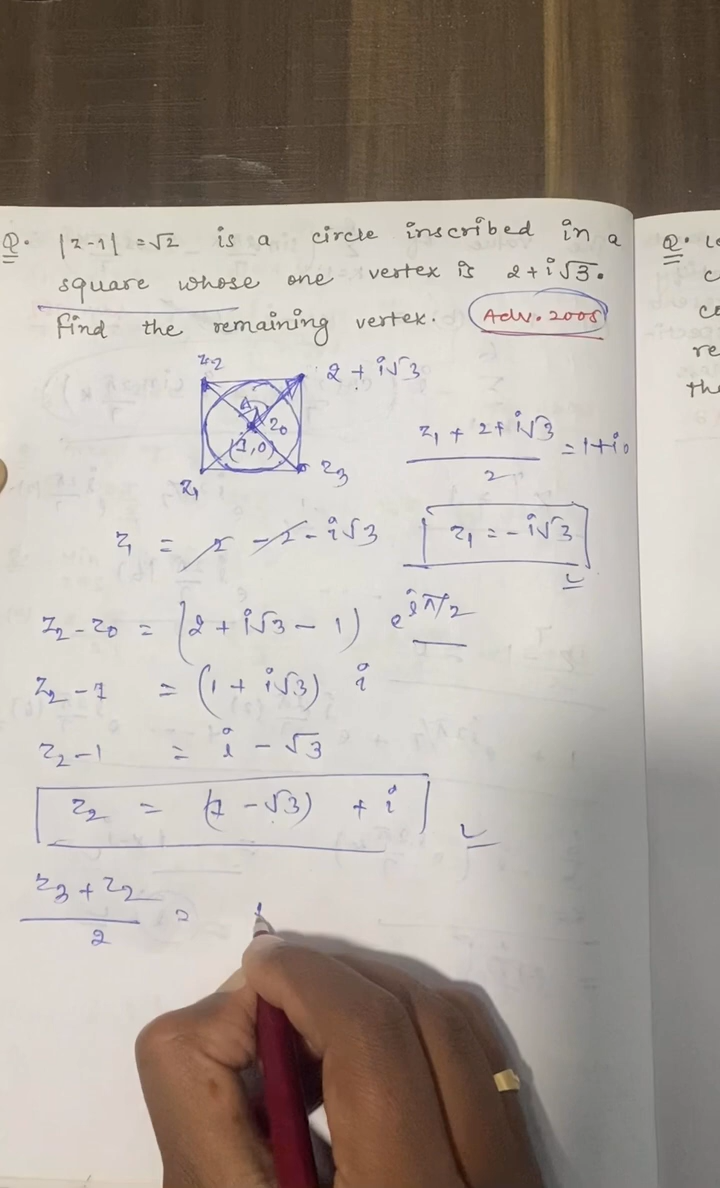 Q. |z-1| = √2 is a circle inscribed in a
square whose one vertex is 2+i√3.
Find the remaining vertex. Adv. 2005
z2
2 + i√3
z0
(1,0)
z1
z3
z1 + 2 + i√3 / 2 = 1+i0
z1 = 2 - 2 - i√3
z1 = -i√3
z2 - z0 = (2 + i√3 - 1) e^iπ/2
z2 - 1 = (1 + i√3) i
z2 - 1 = i - √3
z2 = (1 - √3) + i
z3 + z2 / 2 =
Q.
c
re
the